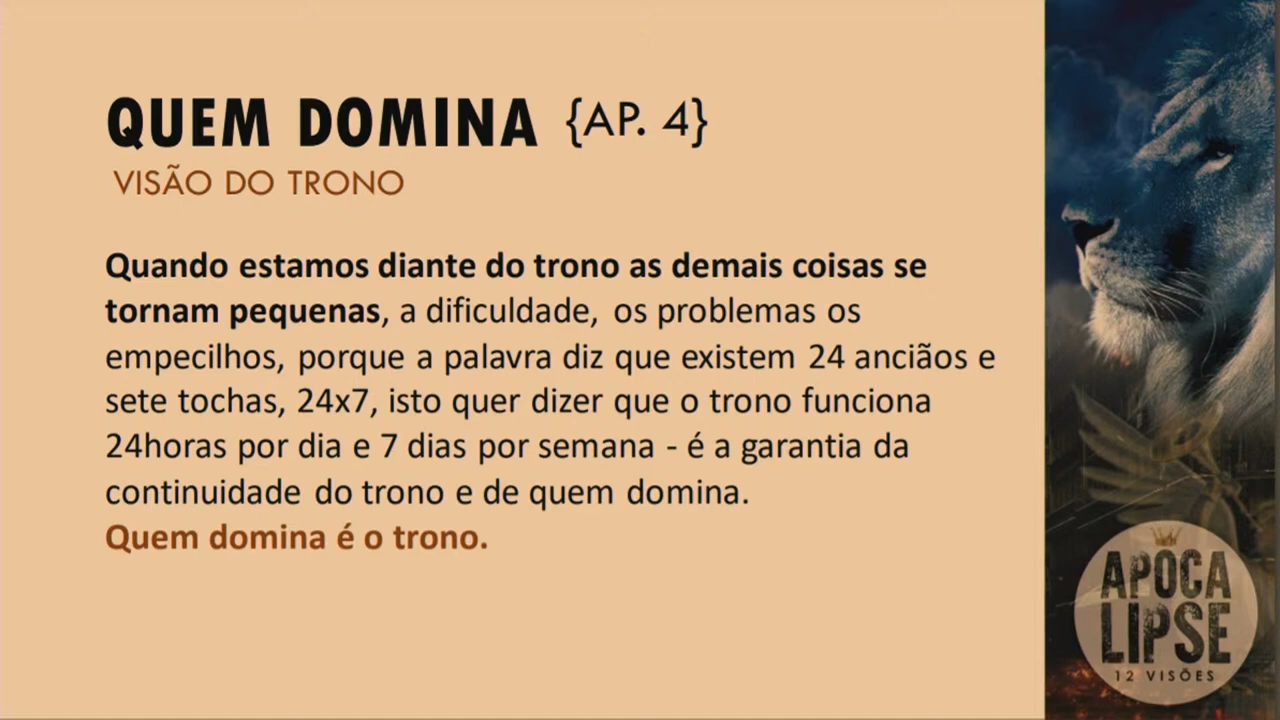 QUEM DOMINA {AP. 4}
VISÃO DO TRONO
Quando estamos diante do trono as demais coisas se
tornam pequenas, a dificuldade, os problemas os
empecilhos, porque a palavra diz que existem 24 anciãos e
sete tochas, 24x7, isto quer dizer que o trono funciona
24horas por dia e 7 dias por semana - é a garantia da
continuidade do trono e de quem domina.
Quem domina é o trono.
APOCA
LIPSE
12 VISÕES